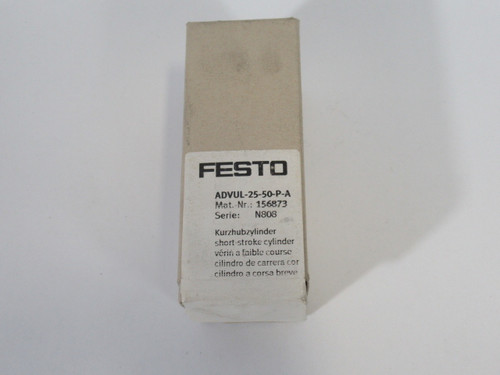 FESTO
ADVUL-25-50-P-A
Mat.-Nr.: 156873
Serie: N808
Kurzhubzylinder
short-stroke cylinder
vérin a faible course
cilindro de carrera cor
cilindro a corsa breve